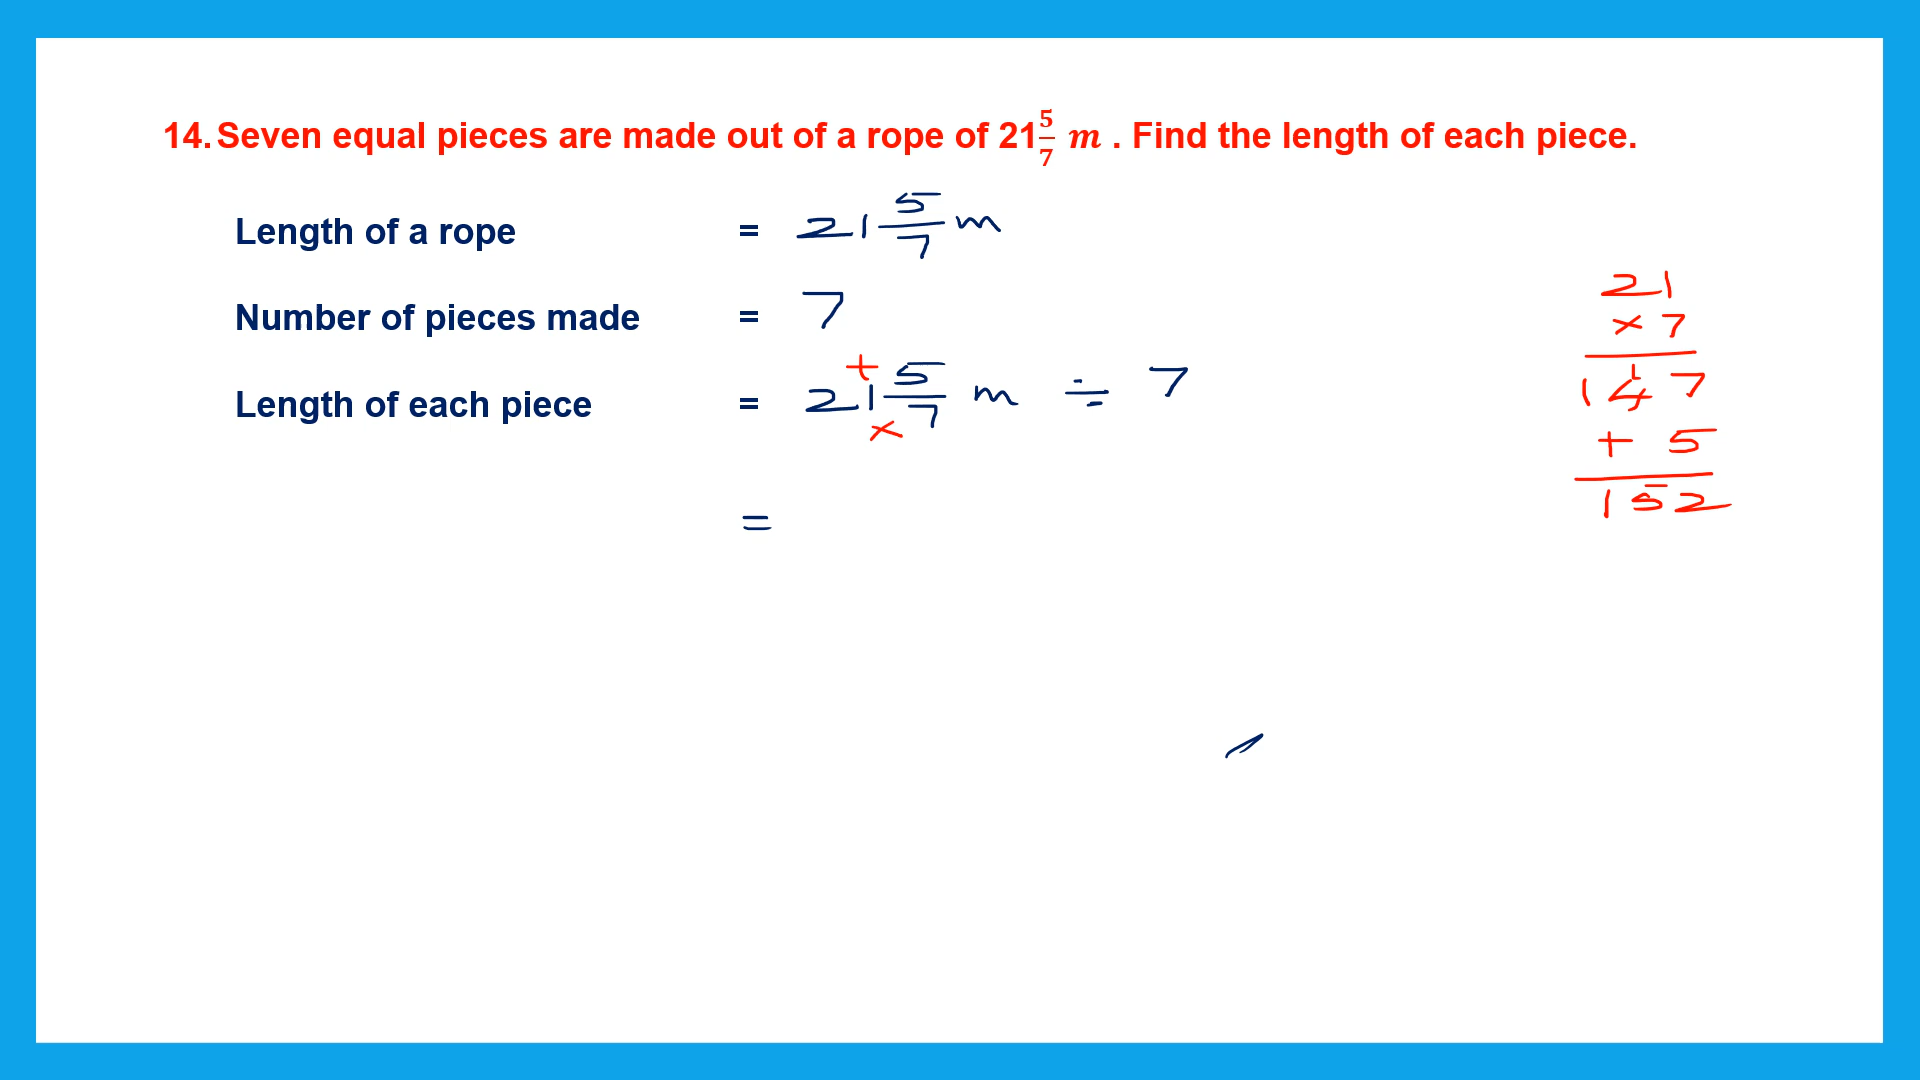 14. Seven equal pieces are made out of a rope of 21 5/7 m . Find the length of each piece.
Length of a rope = 21 5/7 m
Number of pieces made = 7
Length of each piece = 21 5/7 m ÷ 7
+
×
=
21
× 7
1
147
+ 5
152